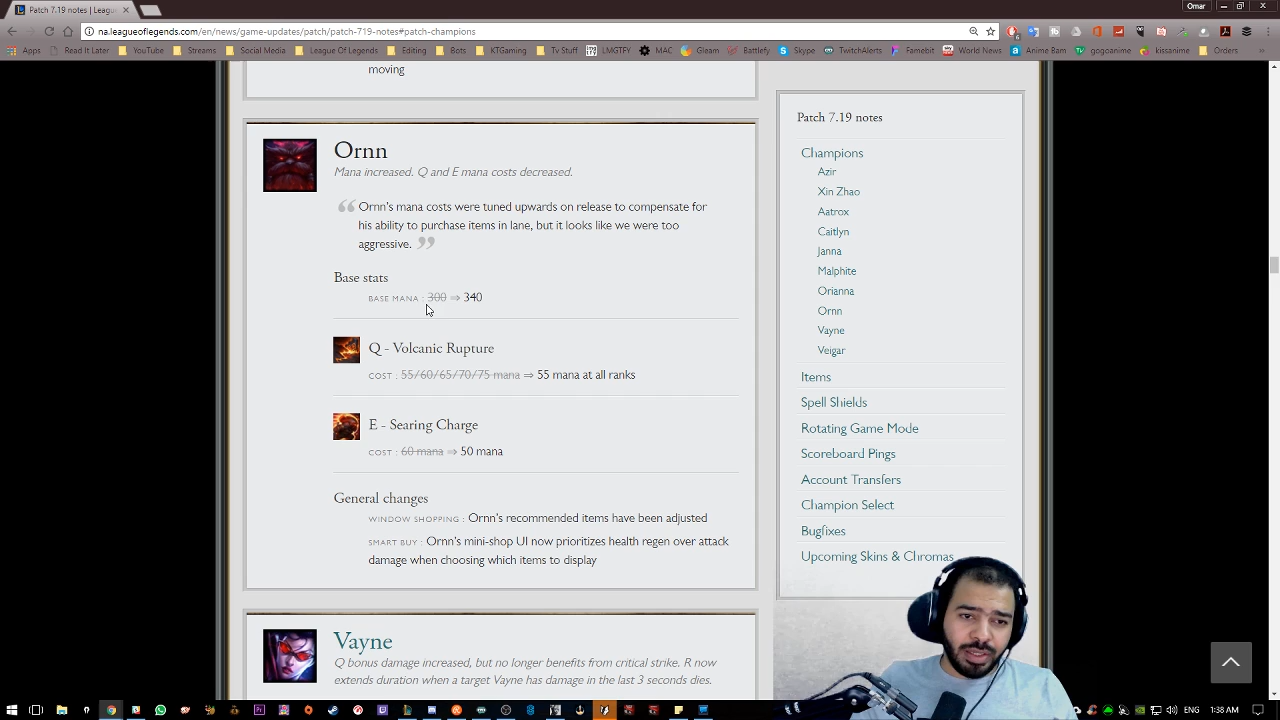 Patch 7.19 notes | Leagu
Omar
na.leagueoflegends.com/en/news/game-updates/patch/patch-719-notes#patch-champions
Apps Read It Later YouTube Streams Social Media League Of Legends Editing Bots KTGaming Tv Stuff LMGTFY MAC Gleam Battlefy Skype TwitchAlerts Famebit World News Anime Bam gogoanime kissanime Orders
moving
Ornn
Mana increased. Q and E mana costs decreased.
“ Ornn's mana costs were tuned upwards on release to compensate for
his ability to purchase items in lane, but it looks like we were too
aggressive. ”
Base stats
BASE MANA : 300 ⇒ 340
Q - Volcanic Rupture
COST : 55/60/65/70/75 mana ⇒ 55 mana at all ranks
E - Searing Charge
COST : 60 mana ⇒ 50 mana
General changes
WINDOW SHOPPING : Ornn's recommended items have been adjusted
SMART BUY : Ornn's mini-shop UI now prioritizes health regen over attack
damage when choosing which items to display
Vayne
Q bonus damage increased, but no longer benefits from critical strike. R now
extends duration when a target Vayne has damaged in the last 3 seconds dies.
Patch 7.19 notes
Champions
Azir
Xin Zhao
Aatrox
Caitlyn
Janna
Malphite
Orianna
Ornn
Vayne
Veigar
Items
Spell Shields
Rotating Game Mode
Scoreboard Pings
Account Transfers
Champion Select
Bugfixes
Upcoming Skins & Chromas
ENG 1:38 AM